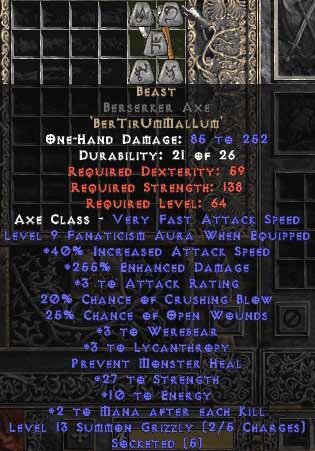 Beast
Berserker Axe
'BerTirUmMalLum'
One-Hand Damage: 85 to 252
Durability: 21 of 26
Required Dexterity: 59
Required Strength: 138
Required Level: 64
Axe Class - Very Fast Attack Speed
Level 9 Fanaticism Aura When Equipped
+40% Increased Attack Speed
+255% Enhanced Damage
+3 to Attack Rating
20% Chance of Crushing Blow
25% Chance of Open Wounds
+3 to Werebear
+3 to Lycanthropy
Prevent Monster Heal
+27 to Strength
+10 to Energy
+2 to Mana after each Kill
Level 13 Summon Grizzly (2/5 Charges)
Socketed (5)